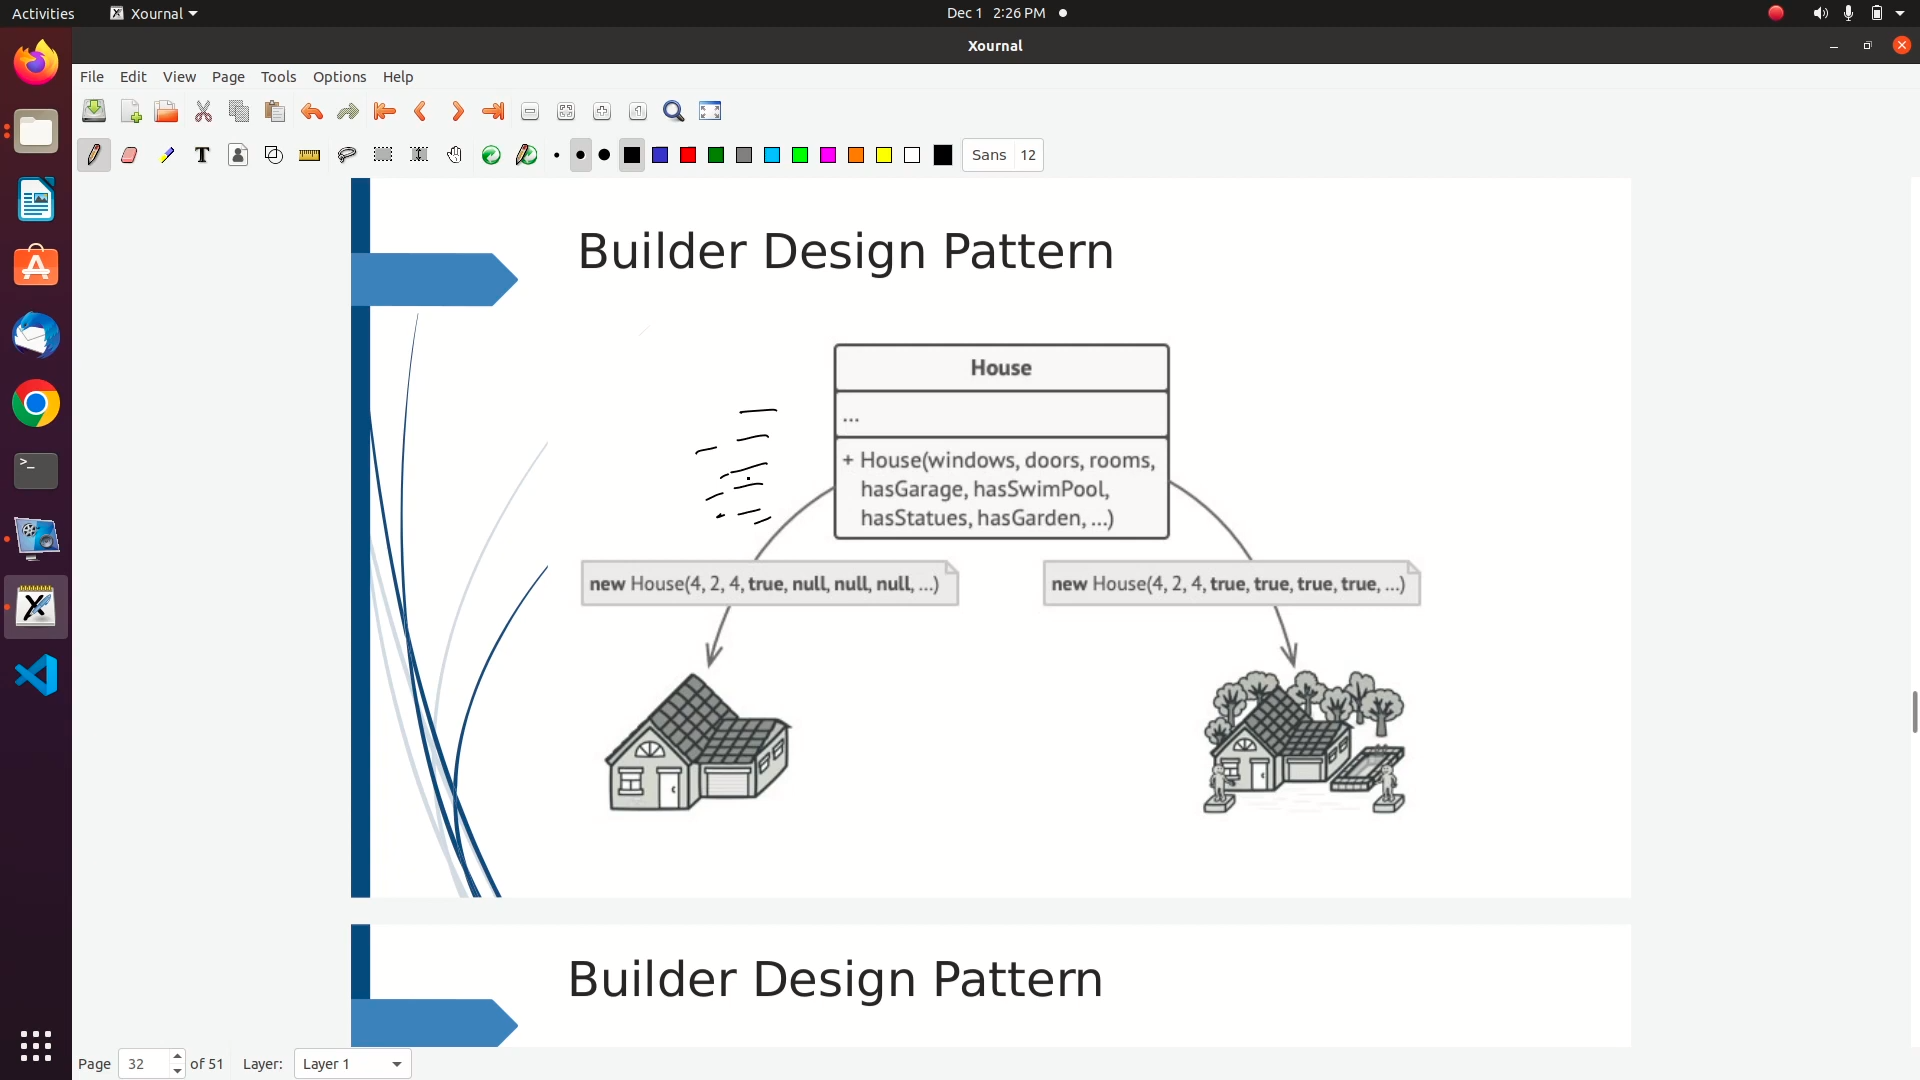 Activities
Xournal
Dec 1 2:26 PM
Xournal
File Edit View Page Tools Options Help
Sans 12
Builder Design Pattern
House
...
+ House(windows, doors, rooms,
hasGarage, hasSwimPool,
hasStatues, hasGarden, ...)
new House(4, 2, 4, true, null, null, null, ...)
new House(4, 2, 4, true, true, true, true, ...)
Builder Design Pattern
Page 32 of 51 Layer: Layer 1